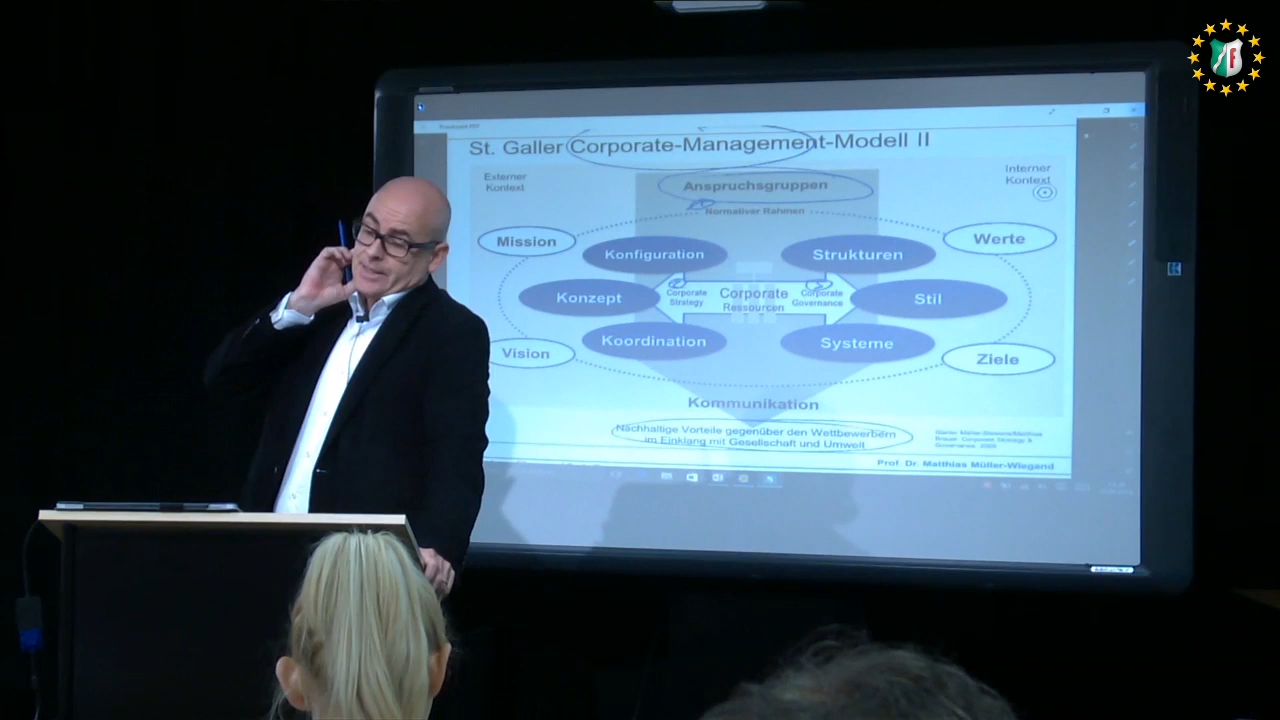 St. Galler Corporate-Management-Modell II
Externer
Kontext
Interner
Kontext
Anspruchsgruppen
Normativer Rahmen
Mission
Werte
Konfiguration
Strukturen
Konzept
Corporate
Strategy
Corporate
Ressourcen
Corporate
Governance
Stil
Koordination
Systeme
Vision
Ziele
Kommunikation
Nachhaltige Vorteile gegenüber den Wettbewerbern
im Einklang mit Gesellschaft und Umwelt
Prof. Dr. Matthias Müller-Wiegand
F